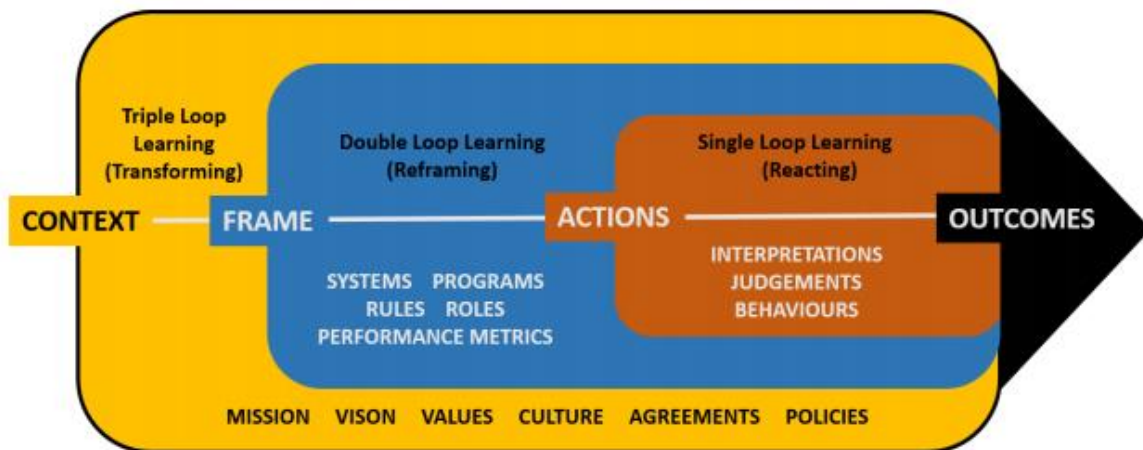 Triple Loop
Learning
(Transforming)
Double Loop Learning
(Reframing)
Single Loop Learning
(Reacting)
CONTEXT
FRAME
ACTIONS
OUTCOMES
SYSTEMS PROGRAMS
RULES ROLES
PERFORMANCE METRICS
INTERPRETATIONS
JUDGEMENTS
BEHAVIOURS
MISSION VISON VALUES CULTURE AGREEMENTS POLICIES